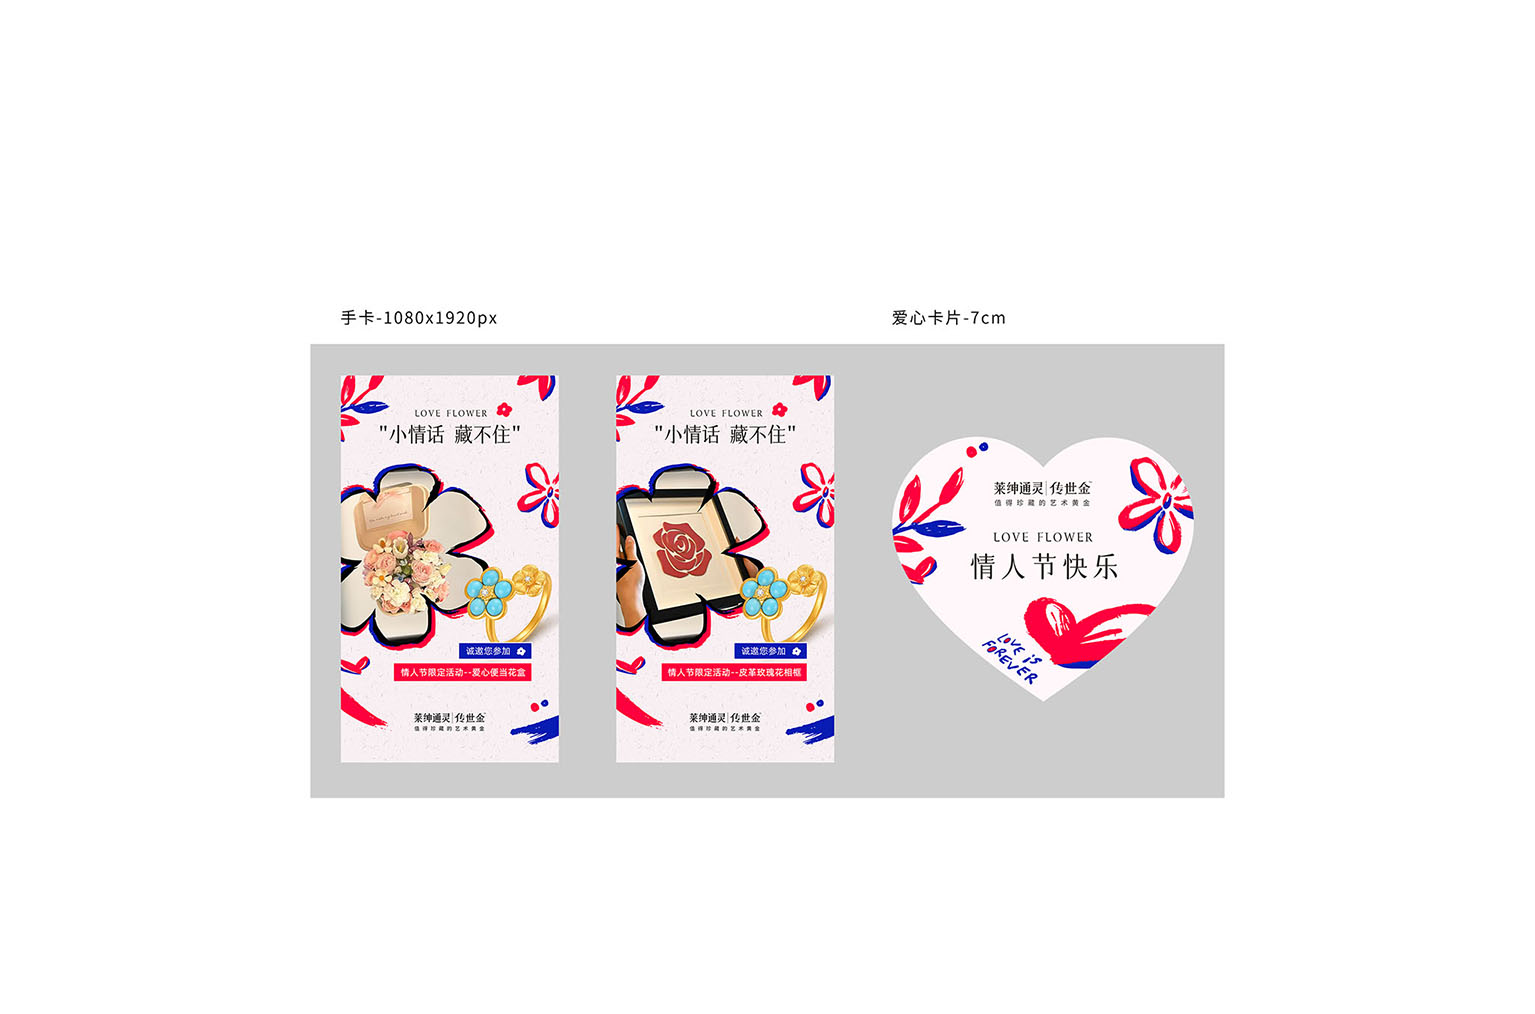 手卡-1080x1920px
爱心卡片-7cm
LOVE FLOWER
"小情话 藏不住"
诚邀您参加
情人节限定活动--爱心便当花盒
莱绅通灵|传世金
值得珍藏的艺术黄金
LOVE FLOWER
"小情话 藏不住"
诚邀您参加
情人节限定活动--皮革玫瑰花相框
莱绅通灵|传世金
值得珍藏的艺术黄金
莱绅通灵|传世金
值得珍藏的艺术黄金
LOVE FLOWER
情人节快乐
LOVE iS
FOREVER